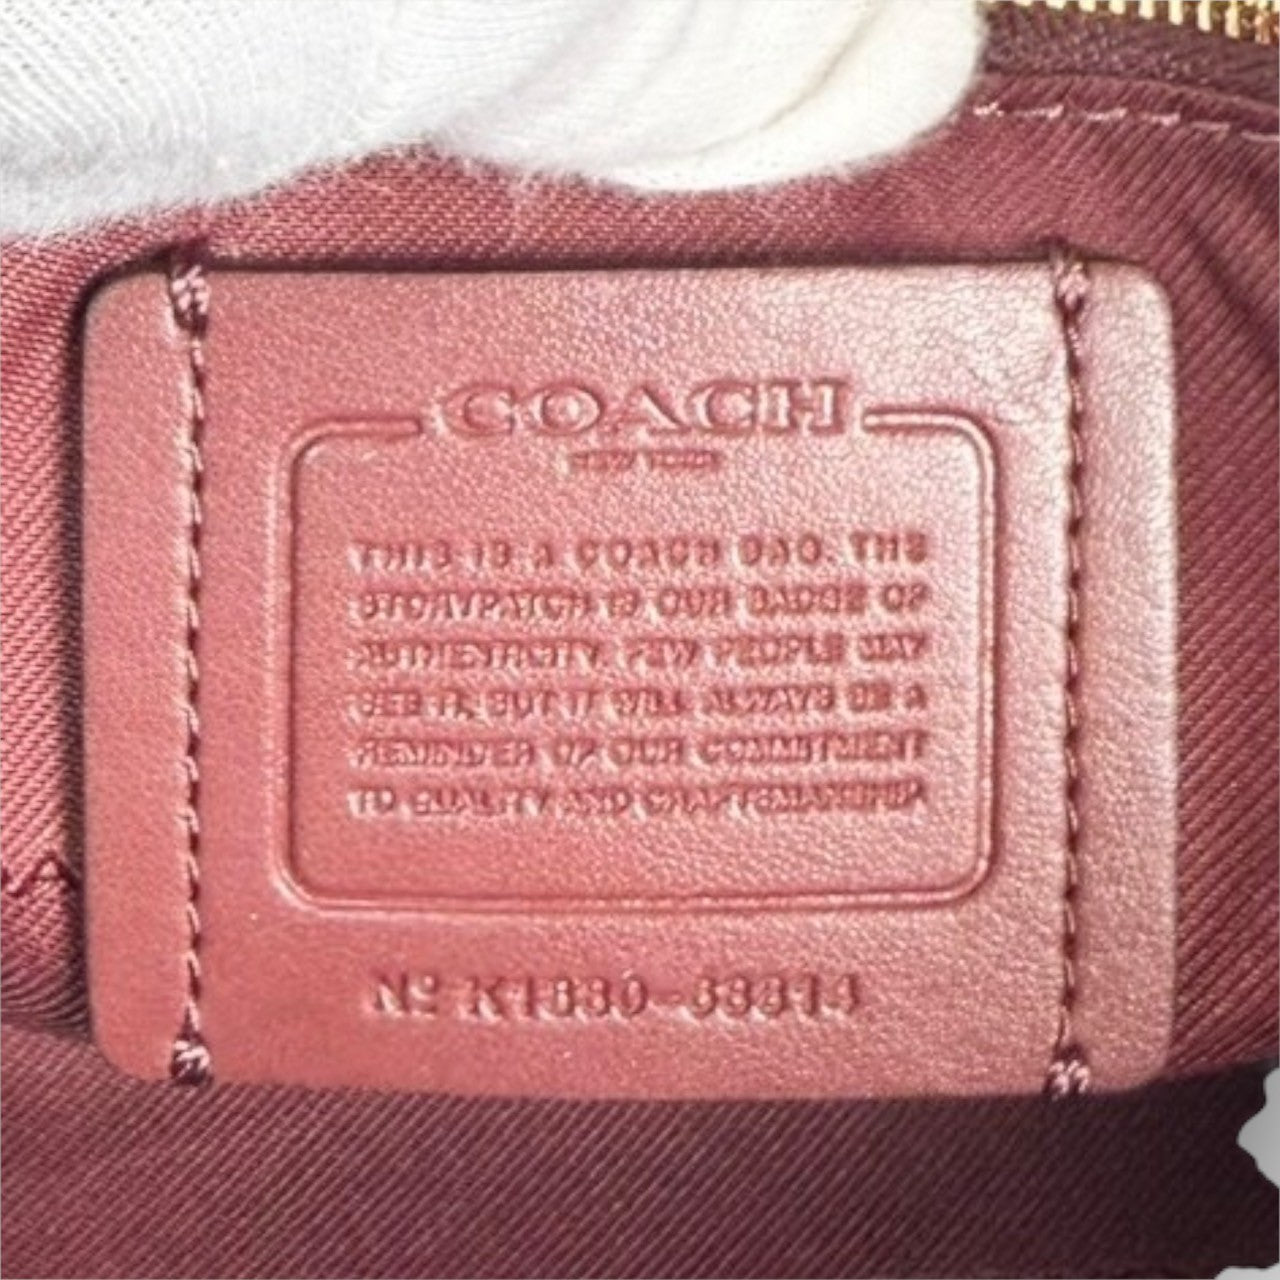 COACH
NEW YORK
THIS IS A COACH BAG. THE
STORYPATCH IS OUR BADGE OF
AUTHENTICITY. FEW PEOPLE MAY
SEE IT, BUT IT WILL ALWAYS BE A
REMINDER OF OUR COMMITMENT
TO QUALITY AND CRAFTSMANSHIP.
Nº